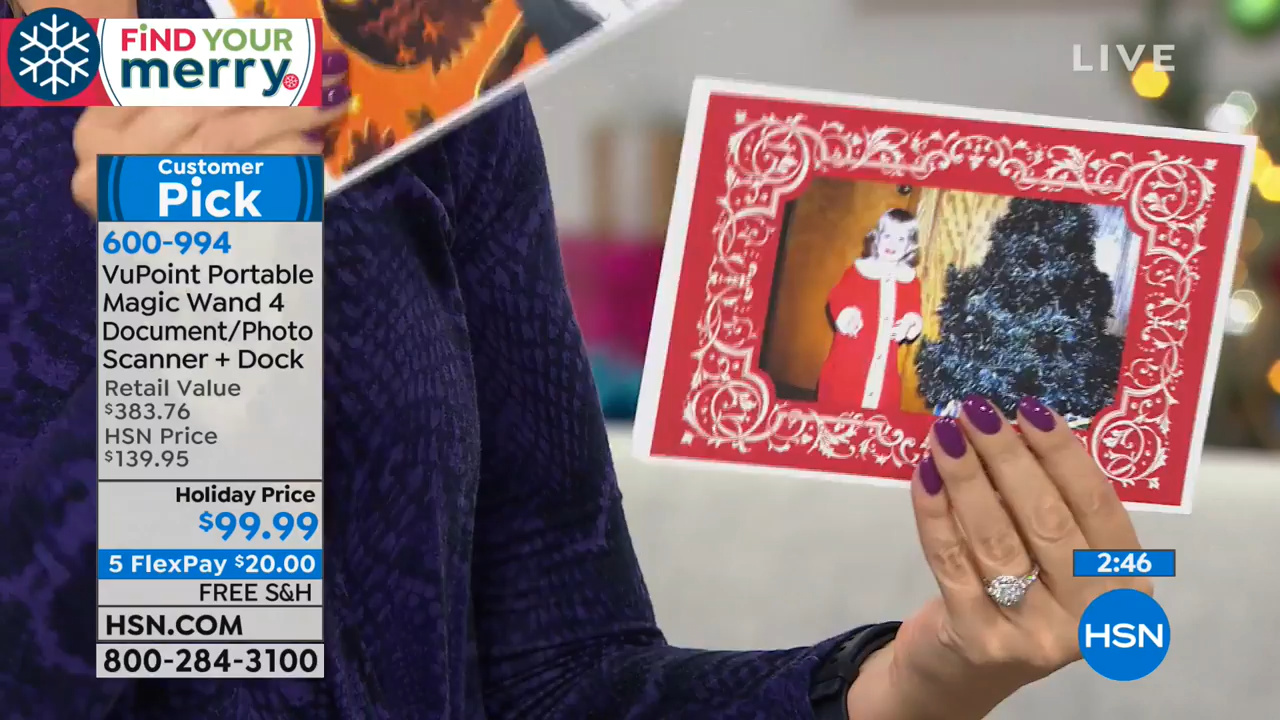 FiND YOUR
merry
LIVE
Customer
Pick
600-994
VuPoint Portable
Magic Wand 4
Document/Photo
Scanner + Dock
Retail Value
$383.76
HSN Price
$139.95
Holiday Price
$99.99
5 FlexPay $20.00
FREE S&H
HSN.COM
800-284-3100
2:46
HSN